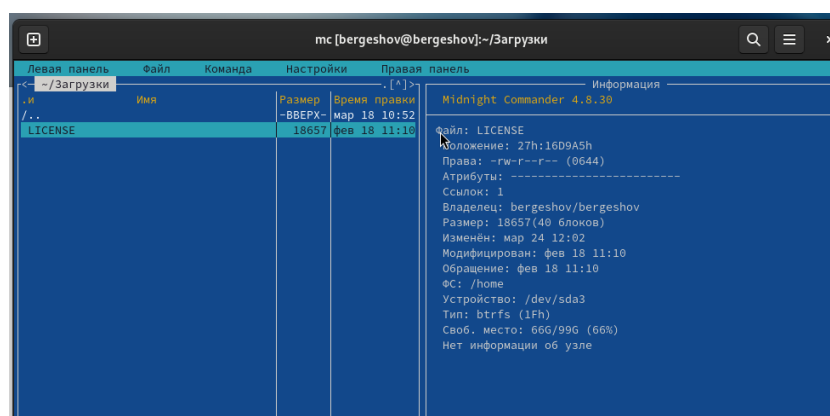 mc [bergeshov@bergeshov]:~/Загрузки
Левая панель Файл Команда Настройки Правая панель
<— ~/Загрузки .[^]>
.и Имя Размер Время правки
/.. -ВВЕРХ- мар 18 10:52
LICENSE 18657 фев 18 11:10
Информация
Midnight Commander 4.8.30
Файл: LICENSE
Положение: 27h:16D9A5h
Права: -rw-r--r-- (0644)
Атрибуты: -------------------------
Ссылок: 1
Владелец: bergeshov/bergeshov
Размер: 18657(40 блоков)
Изменён: мар 24 12:02
Модифицирован: фев 18 11:10
Обращение: фев 18 11:10
ФС: /home
Устройство: /dev/sda3
Тип: btrfs (1Fh)
Своб. место: 66G/99G (66%)
Нет информации об узле